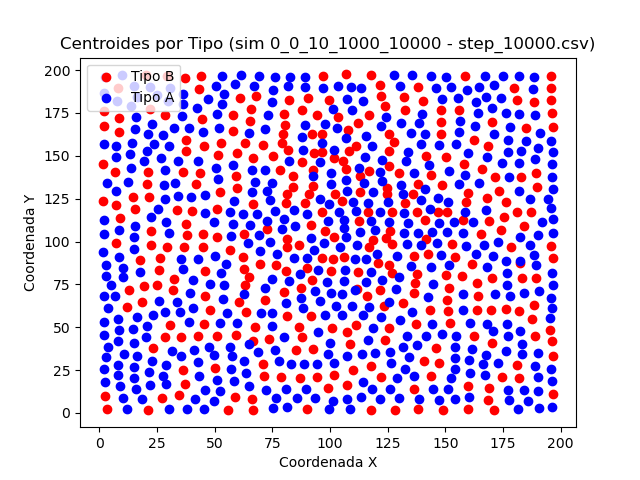 Centroides por Tipo (sim 0_0_10_1000_10000 - step_10000.csv)
Tipo B
Tipo A
Coordenada Y
200
175
150
125
100
75
50
25
0
0 25 50 75 100 125 150 175 200
Coordenada X